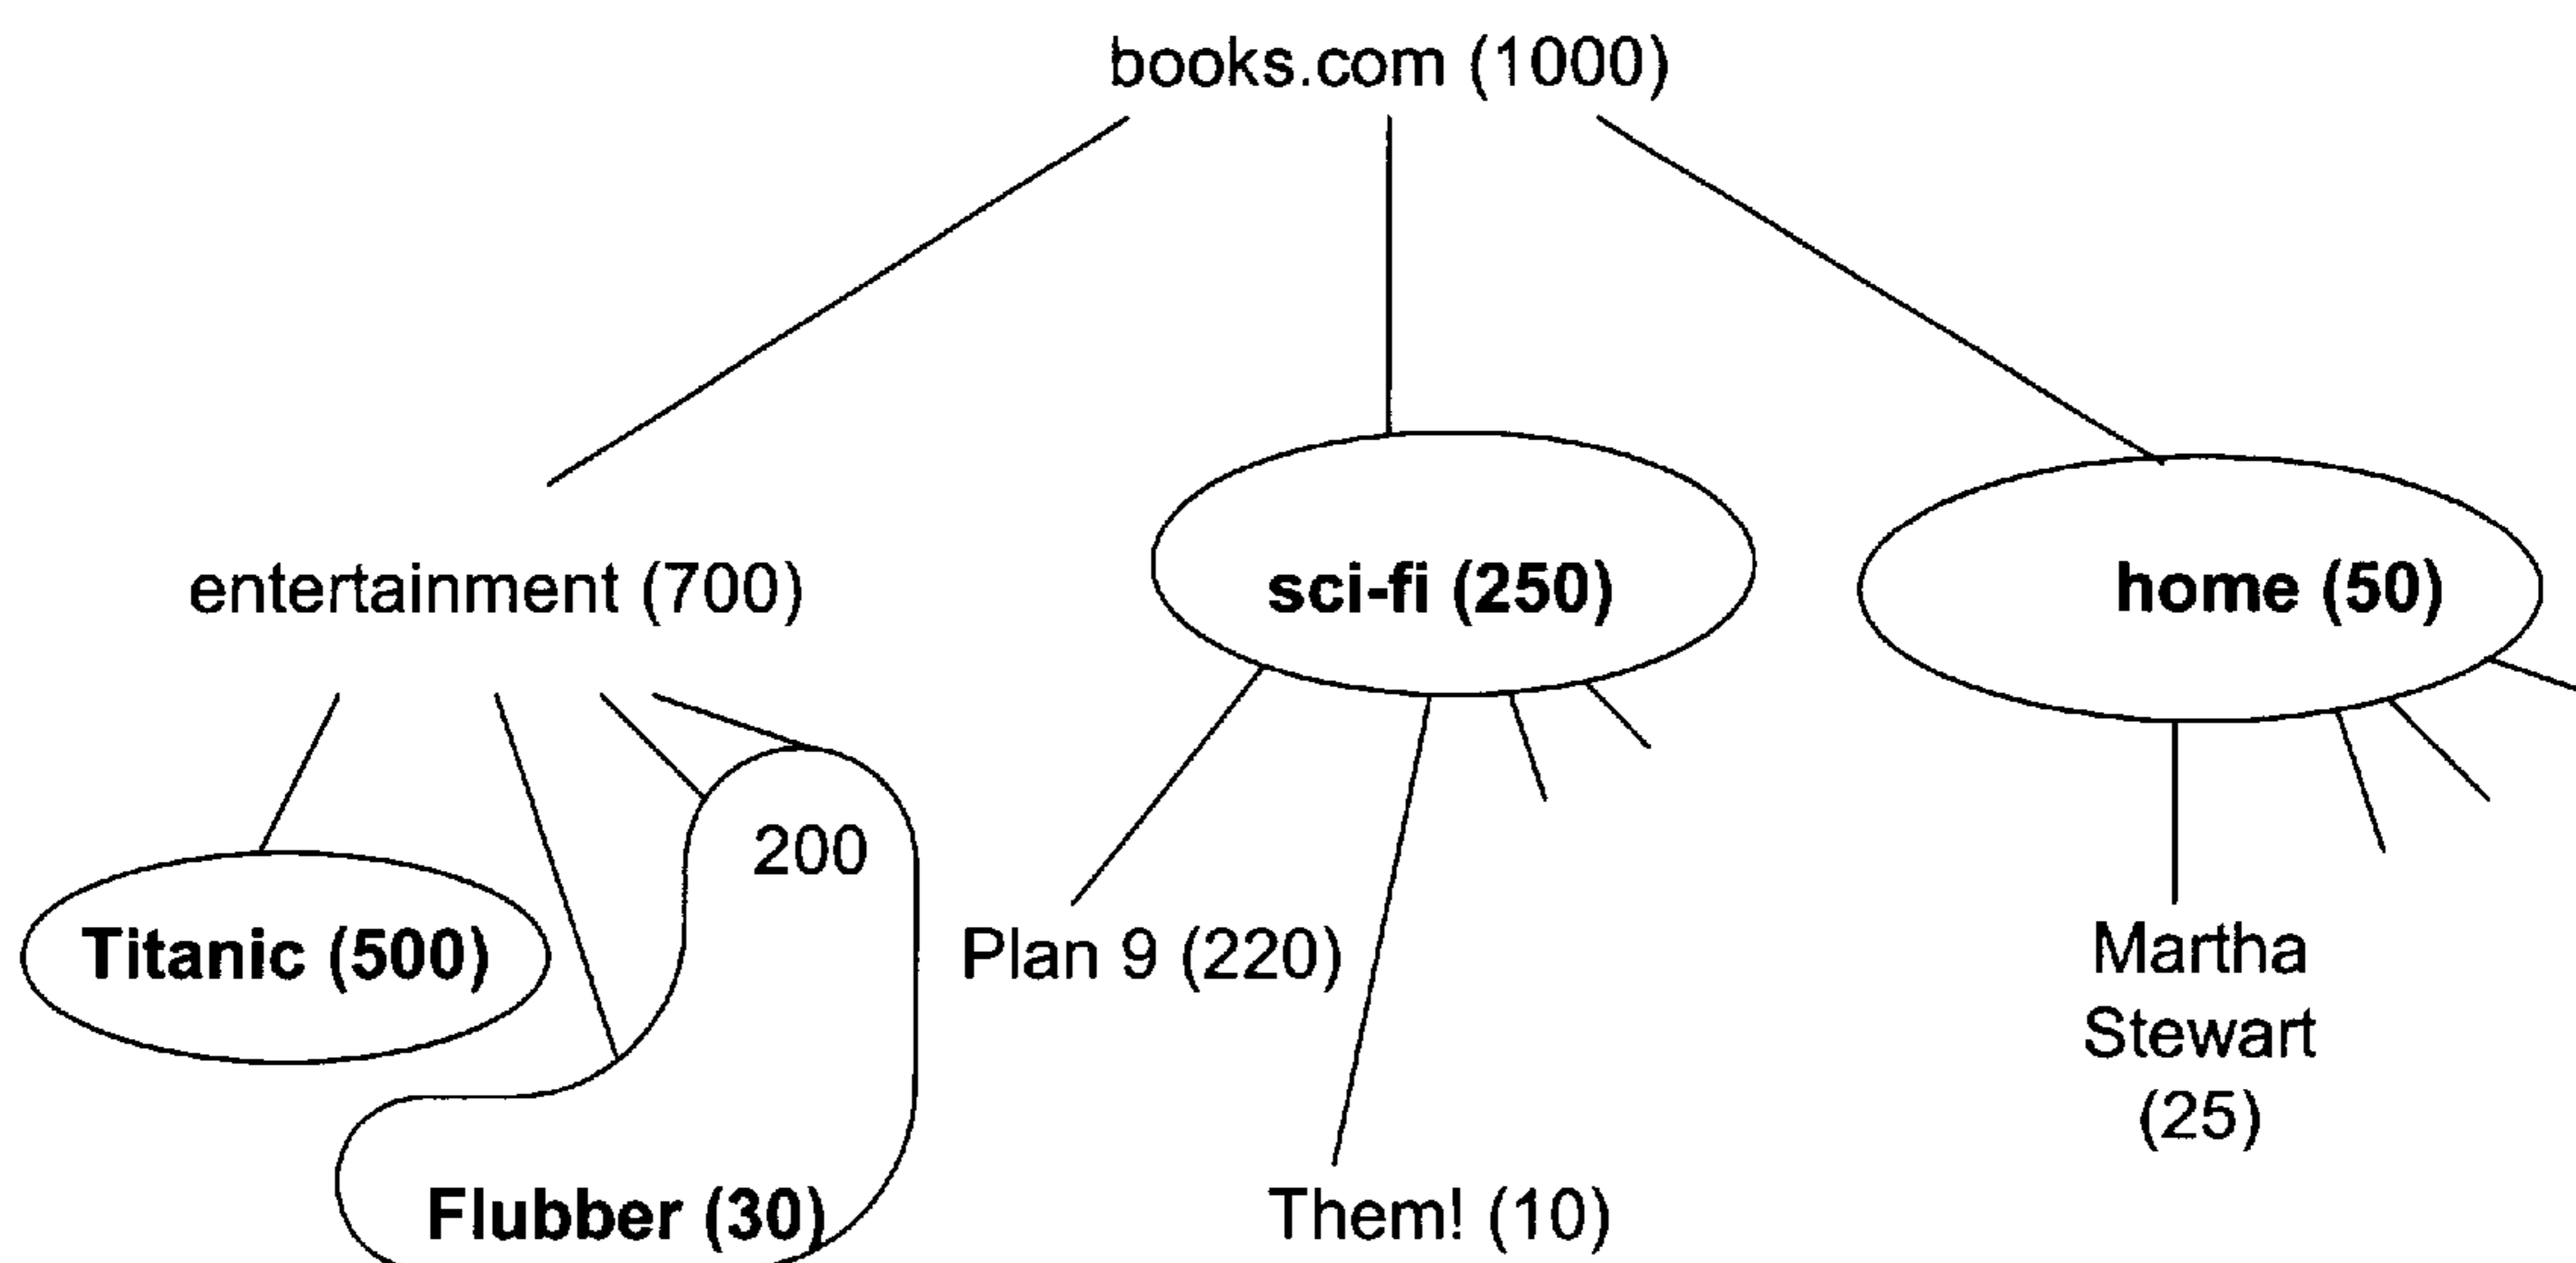 books.com (1000)
entertainment (700)
sci-fi (250)
home (50)
200
Titanic (500)
Plan 9 (220)
Martha
Stewart
(25)
Flubber (30)
Them! (10)